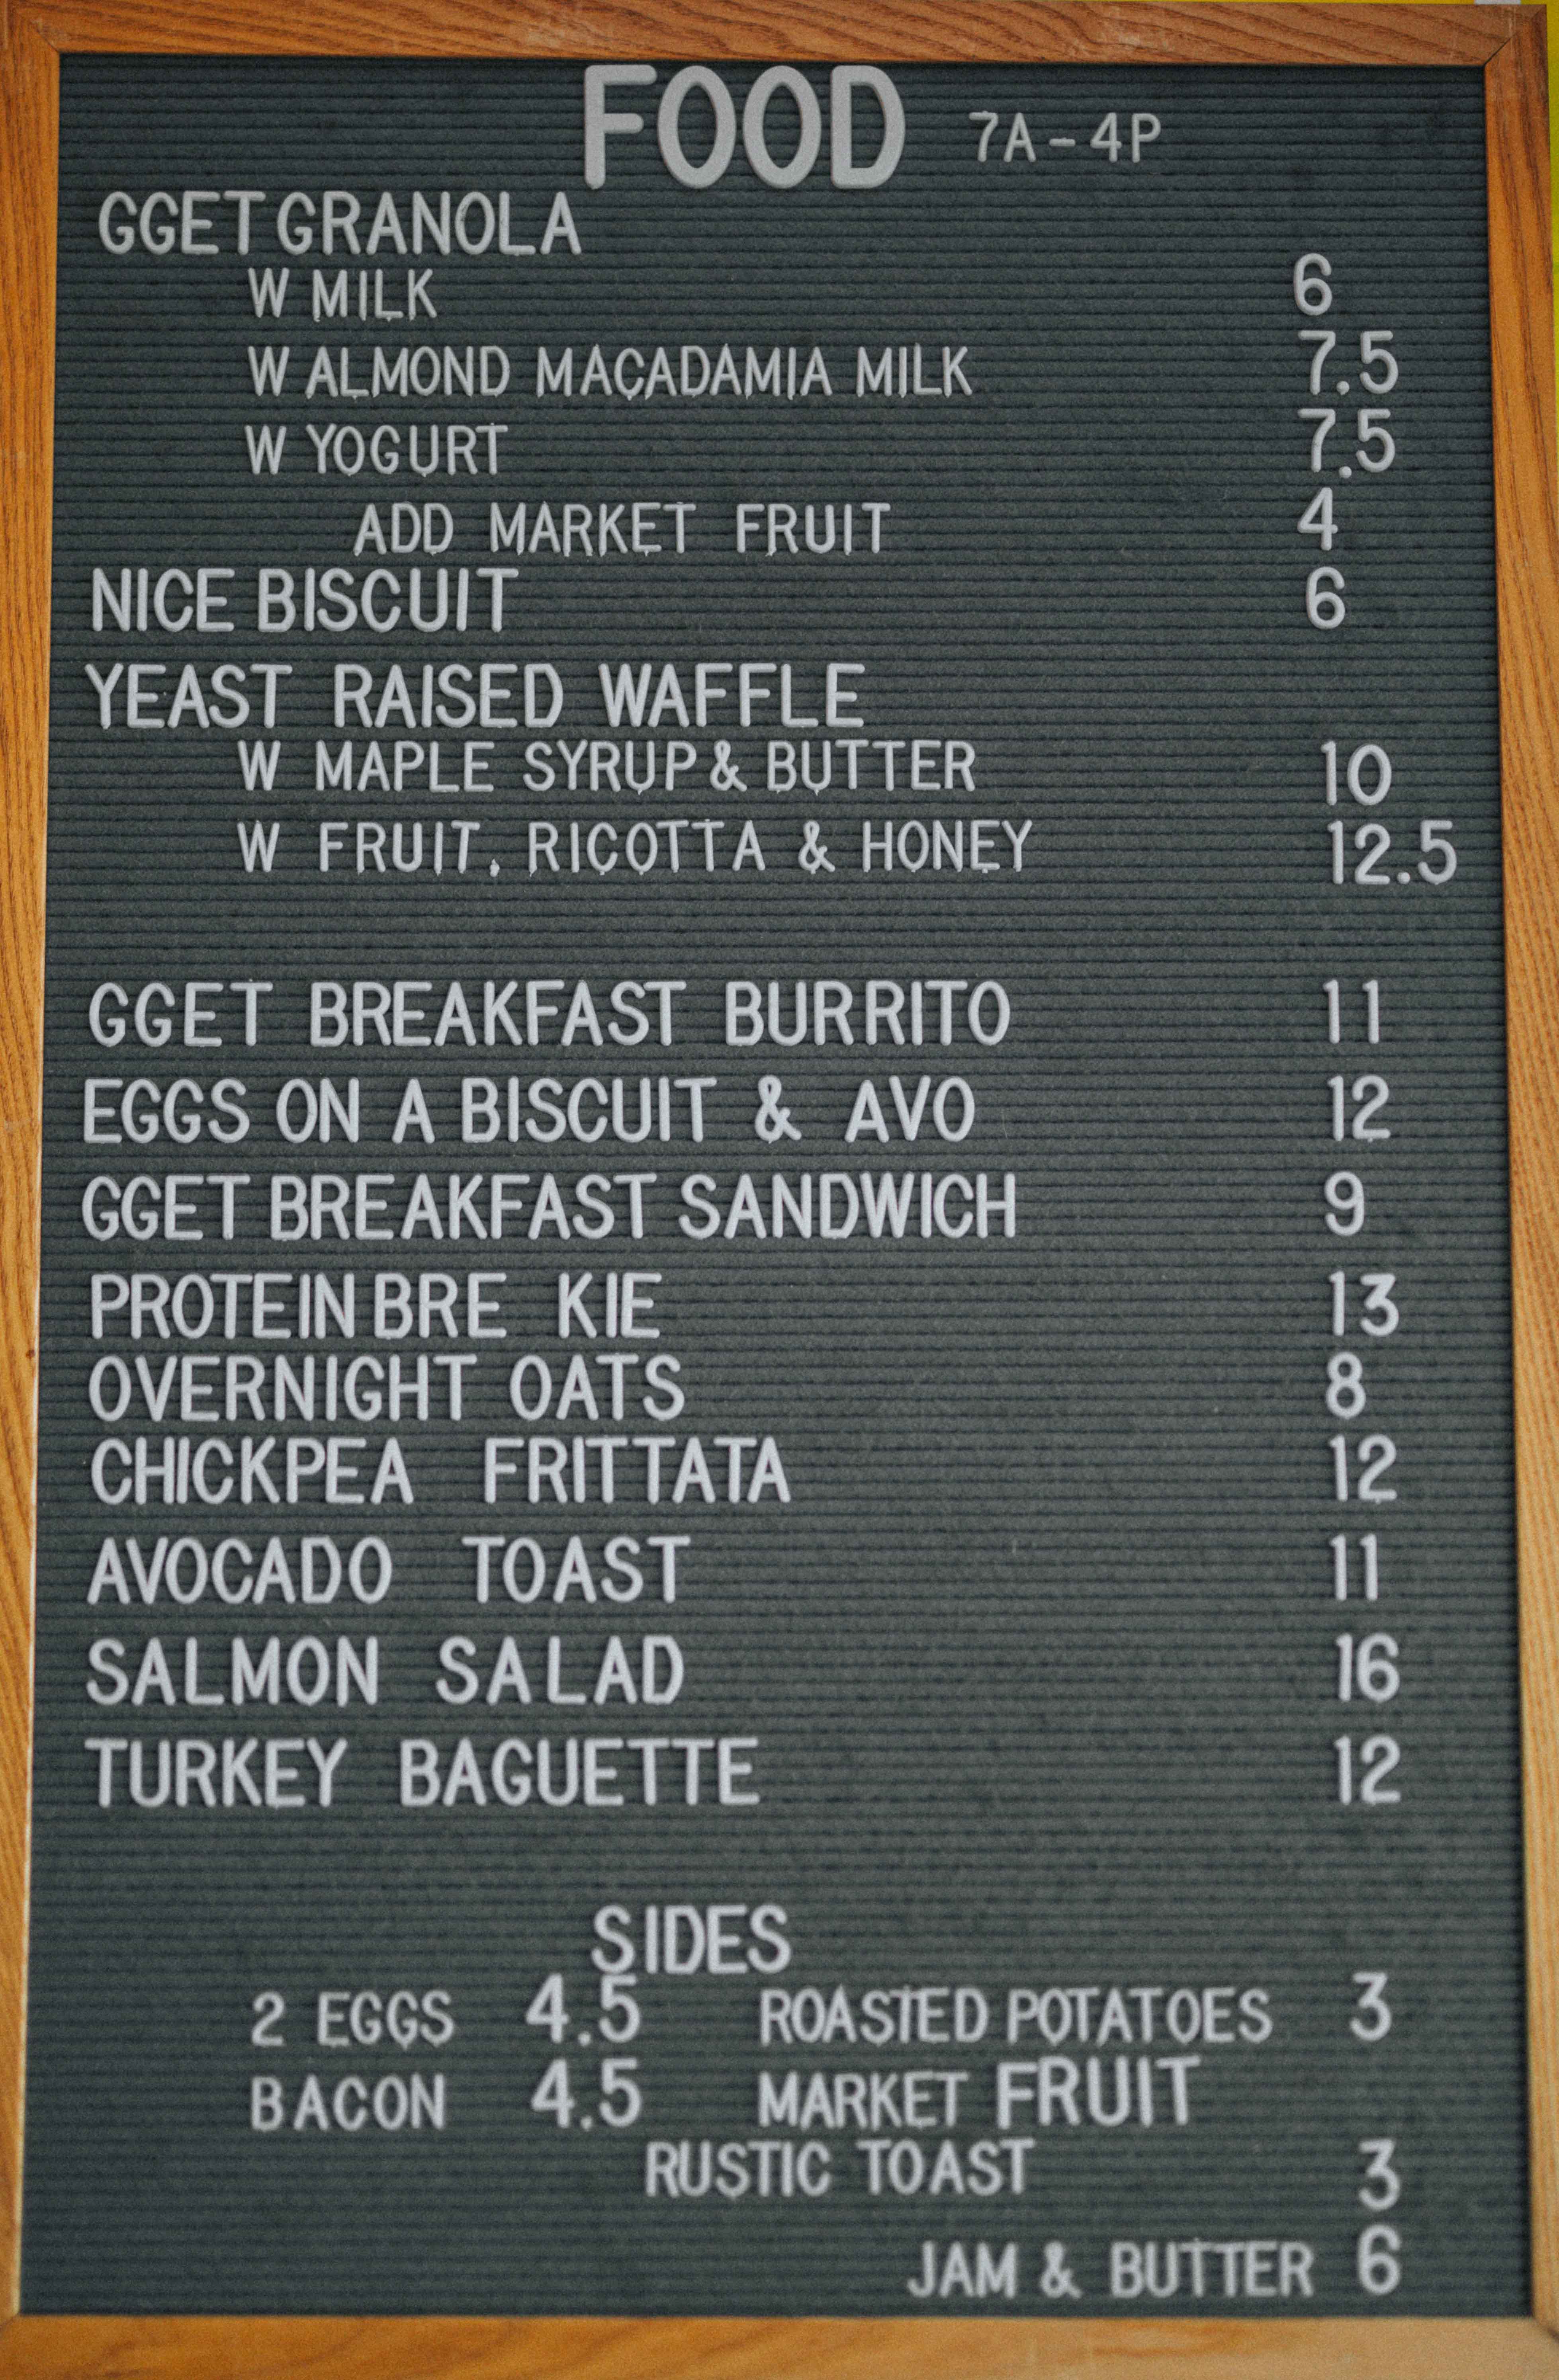 FOOD 7A-4P
GGET GRANOLA
W MILK 6
W ALMOND MACADAMIA MILK 7.5
W YOGURT 7.5
ADD MARKET FRUIT 4
NICE BISCUIT 6
YEAST RAISED WAFFLE
W MAPLE SYRUP & BUTTER 10
W FRUIT, RICOTTA & HONEY 12.5
GGET BREAKFAST BURRITO 11
EGGS ON A BISCUIT & AVO 12
GGET BREAKFAST SANDWICH 9
PROTEIN BRE KIE 13
OVERNIGHT OATS 8
CHICKPEA FRITTATA 12
AVOCADO TOAST 11
SALMON SALAD 16
TURKEY BAGUETTE 12
SIDES
2 EGGS 4.5 ROASTED POTATOES 3
BACON 4.5 MARKET FRUIT
RUSTIC TOAST 3
JAM & BUTTER 6